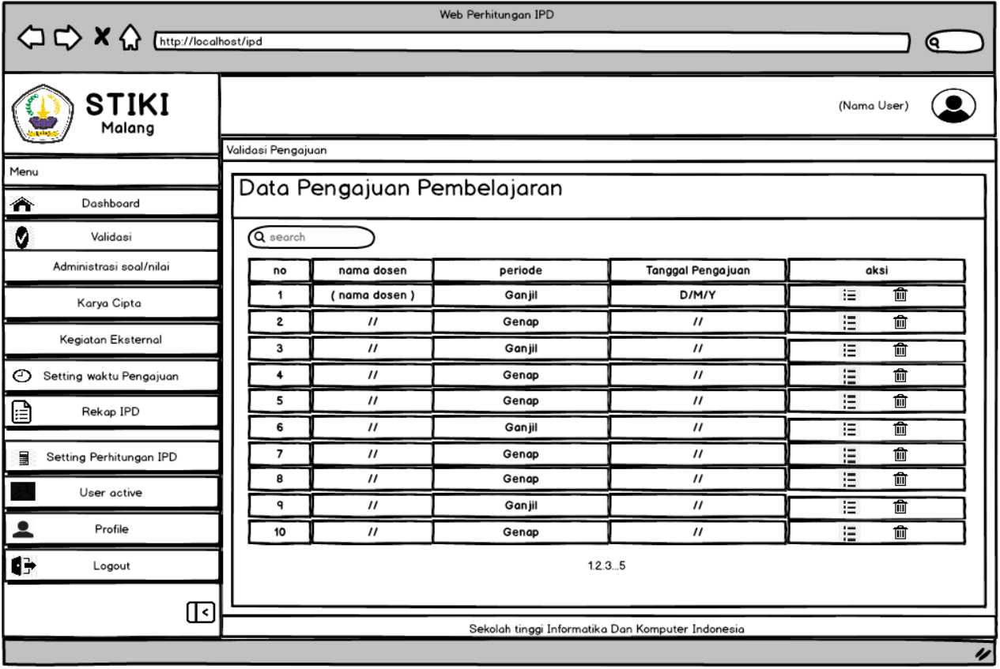 Web Perhitungan IPD
http://localhost/ipd
STIKI
Malang
(Nama User)
Validasi Pengajuan
Menu
Dashboard
Validasi
Administrasi soal/nilai
Karya Cipta
Kegiatan Eksternal
Setting waktu Pengajuan
Rekap IPD
Setting Perhitungan IPD
User active
Profile
Logout
Data Pengajuan Pembelajaran
search
no nama dosen periode Tanggal Pengajuan aksi
1 ( nama dosen ) Ganjil D/M/Y
2 // Genap //
3 // Ganjil //
4 // Genap //
5 // Genap //
6 // Ganjil //
7 // Genap //
8 // Genap //
9 // Ganjil //
10 // Genap //
1.2.3...5
Sekolah tinggi Informatika Dan Komputer Indonesia